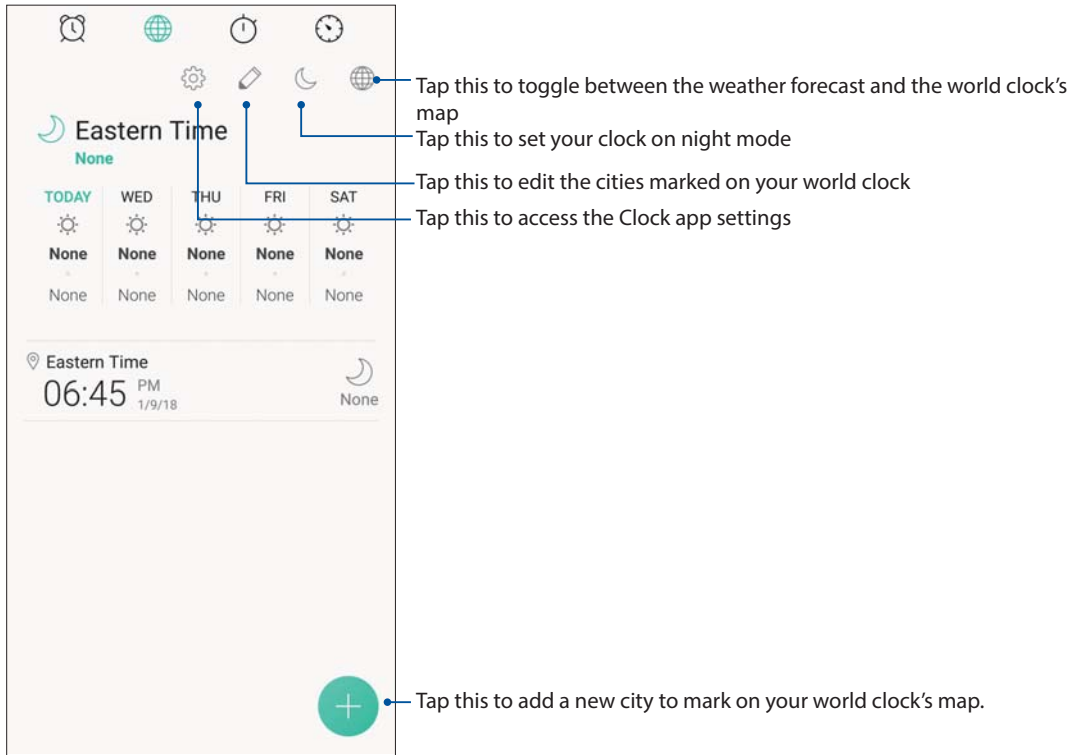 Tap this to toggle between the weather forecast and the world clock's
map
Tap this to set your clock on night mode
Tap this to edit the cities marked on your world clock
Tap this to access the Clock app settings
Eastern Time
None
TODAY WED THU FRI SAT
None None None None None
None None None None None
Eastern Time
06:45 PM
1/9/18
None
Tap this to add a new city to mark on your world clock's map.